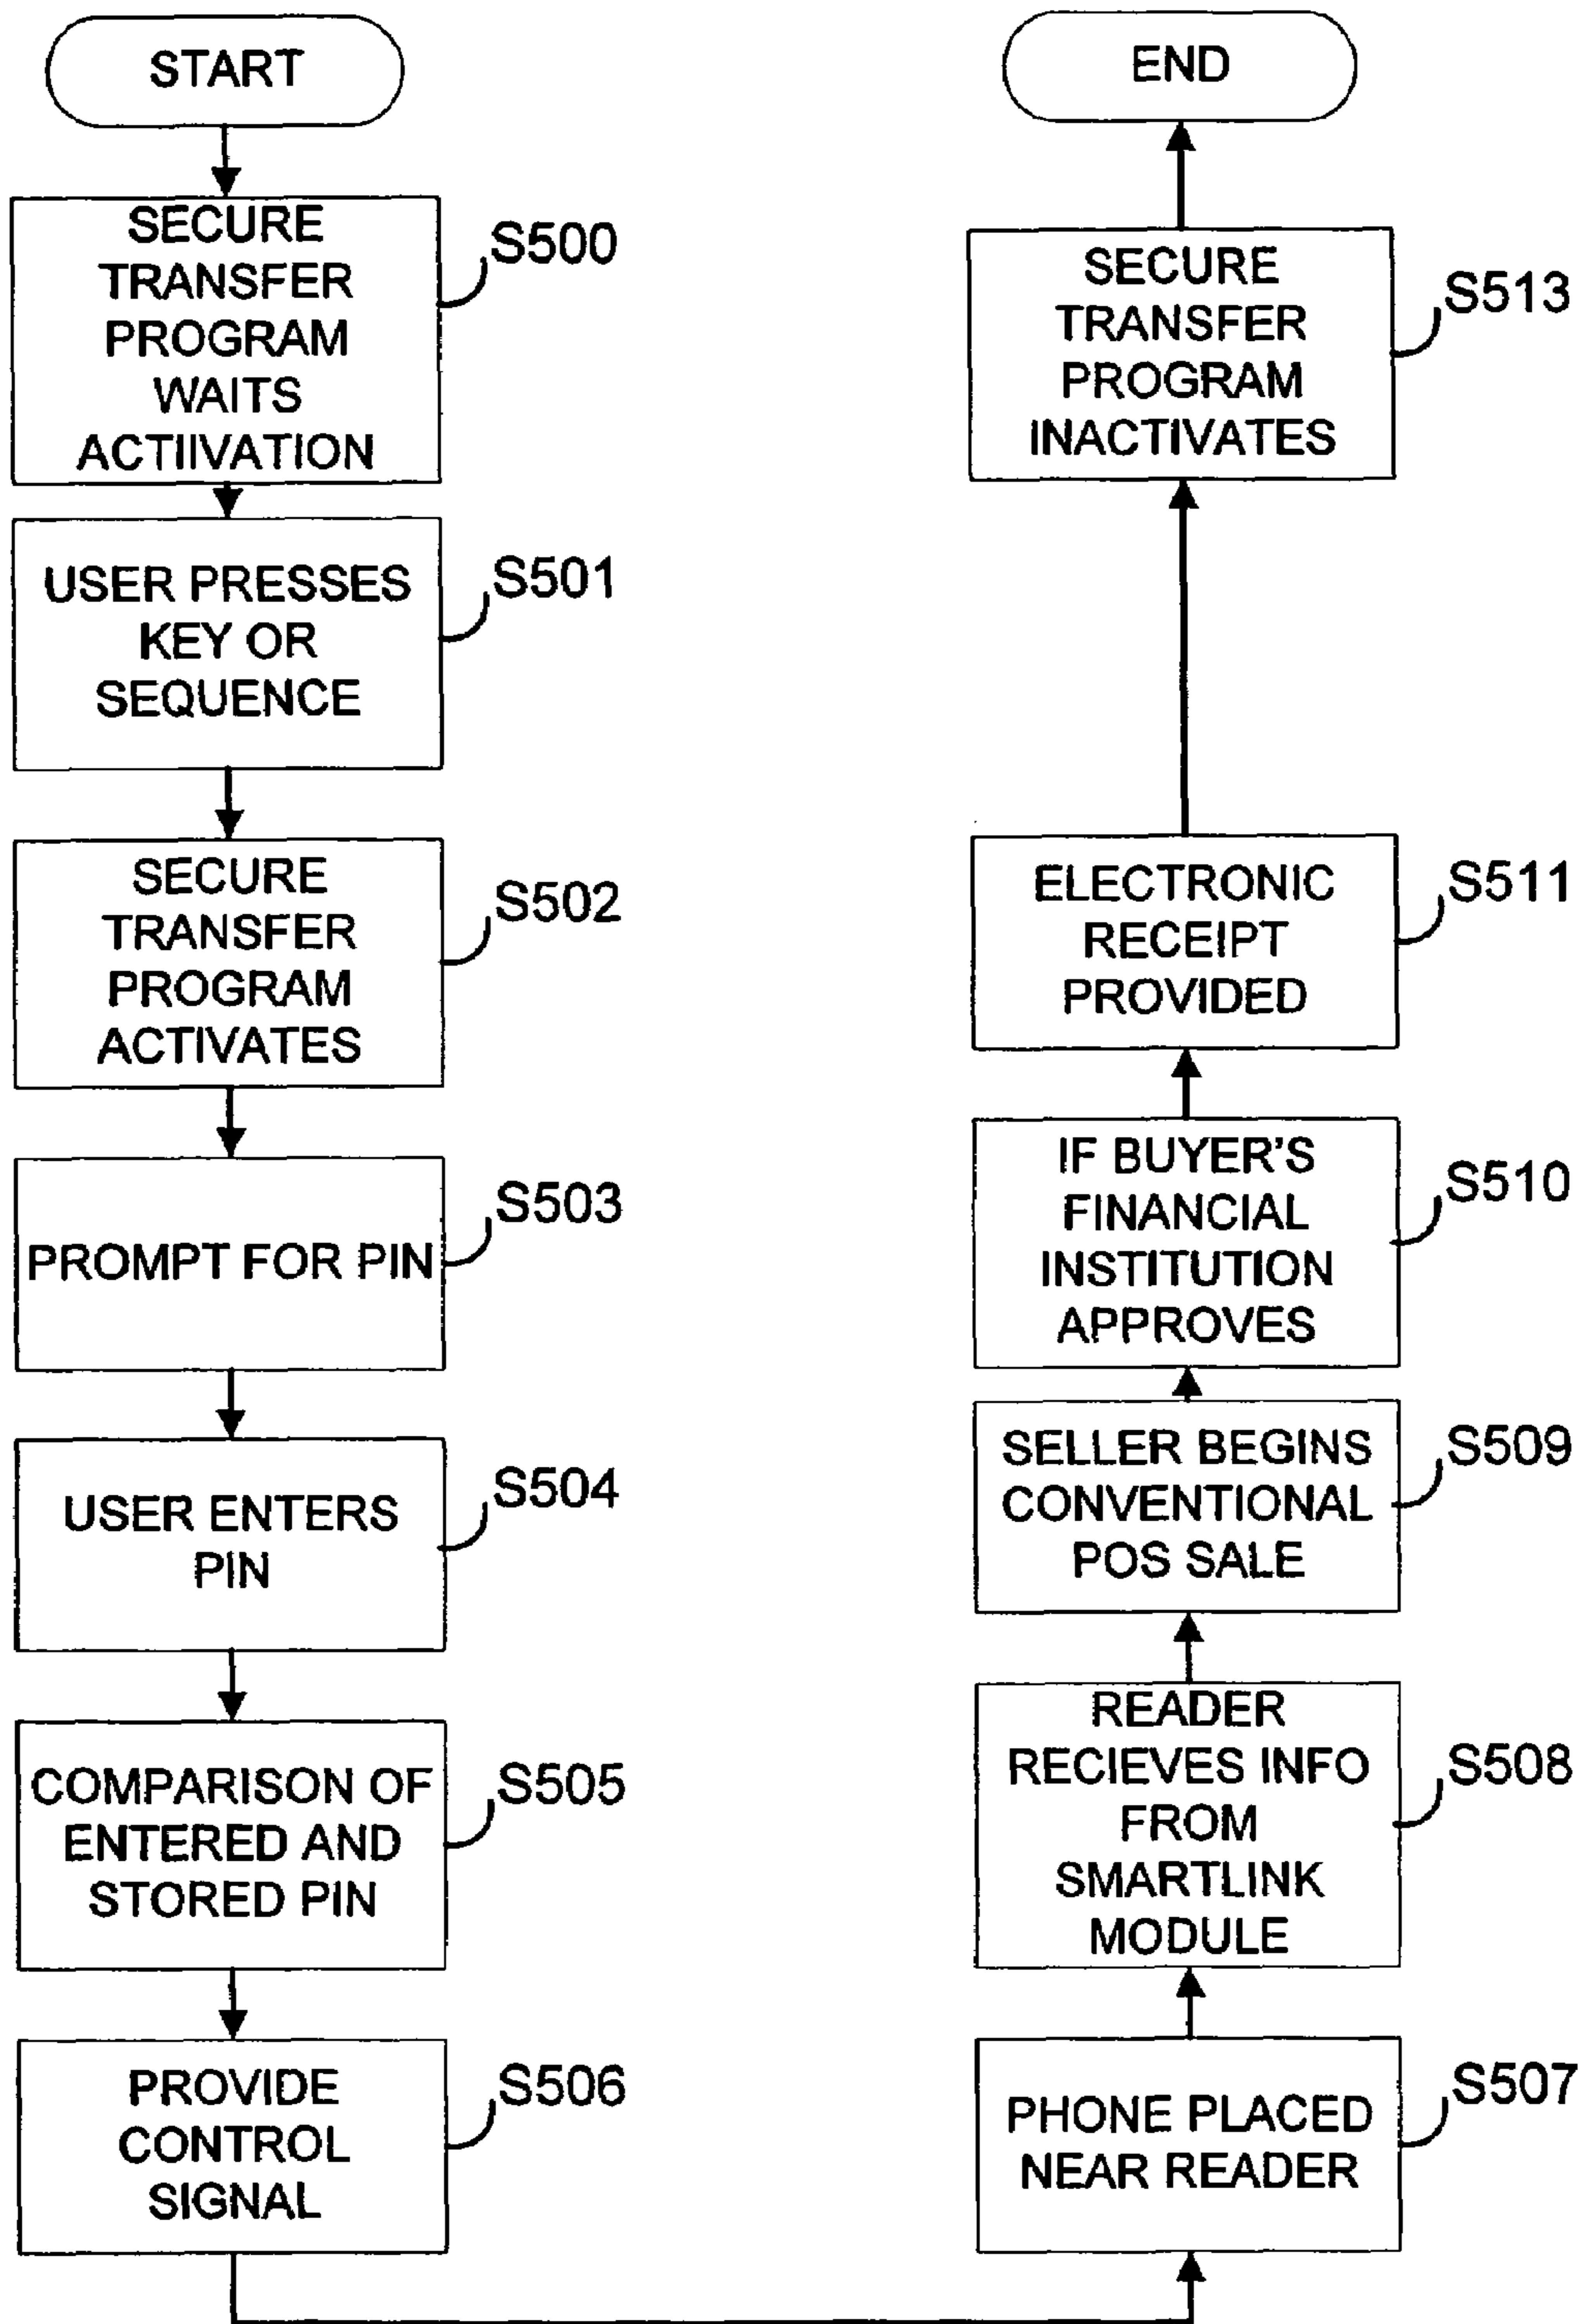 START
SECURE
TRANSFER
PROGRAM
WAITS
ACTIIVATION
S500
USER PRESSES
KEY OR
SEQUENCE
S501
SECURE
TRANSFER
PROGRAM
ACTIVATES
S502
PROMPT FOR PIN
S503
USER ENTERS
PIN
S504
COMPARISON OF
ENTERED AND
STORED PIN
S505
PROVIDE
CONTROL
SIGNAL
S506
PHONE PLACED
NEAR READER
S507
READER
RECIEVES INFO
FROM
SMARTLINK
MODULE
S508
SELLER BEGINS
CONVENTIONAL
POS SALE
S509
IF BUYER'S
FINANCIAL
INSTITUTION
APPROVES
S510
ELECTRONIC
RECEIPT
PROVIDED
S511
SECURE
TRANSFER
PROGRAM
INACTIVATES
S513
END